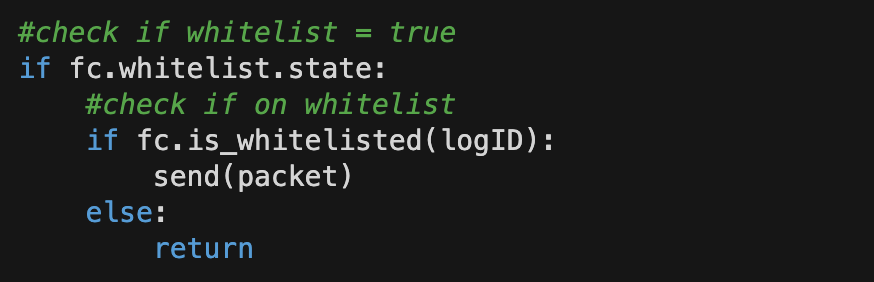 #check if whitelist = true
if fc.whitelist.state:
    #check if on whitelist
    if fc.is_whitelisted(logID):
        send(packet)
    else:
        return